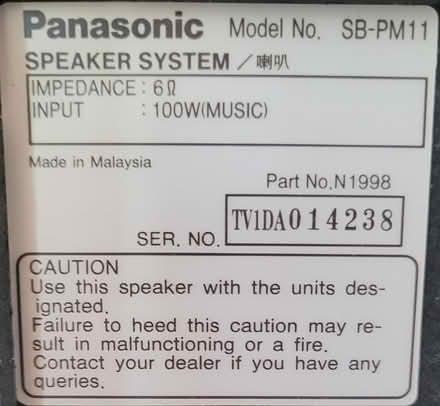 Panasonic Model No. SB-PM11
SPEAKER SYSTEM / 喇叭
IMPEDANCE : 6Ω
INPUT : 100W(MUSIC)
Made in Malaysia
Part No.N1998
SER. NO. TV1DA014238
CAUTION
Use this speaker with the units des-
ignated.
Failure to heed this caution may re-
sult in malfunctioning or a fire.
Contact your dealer if you have any
queries.